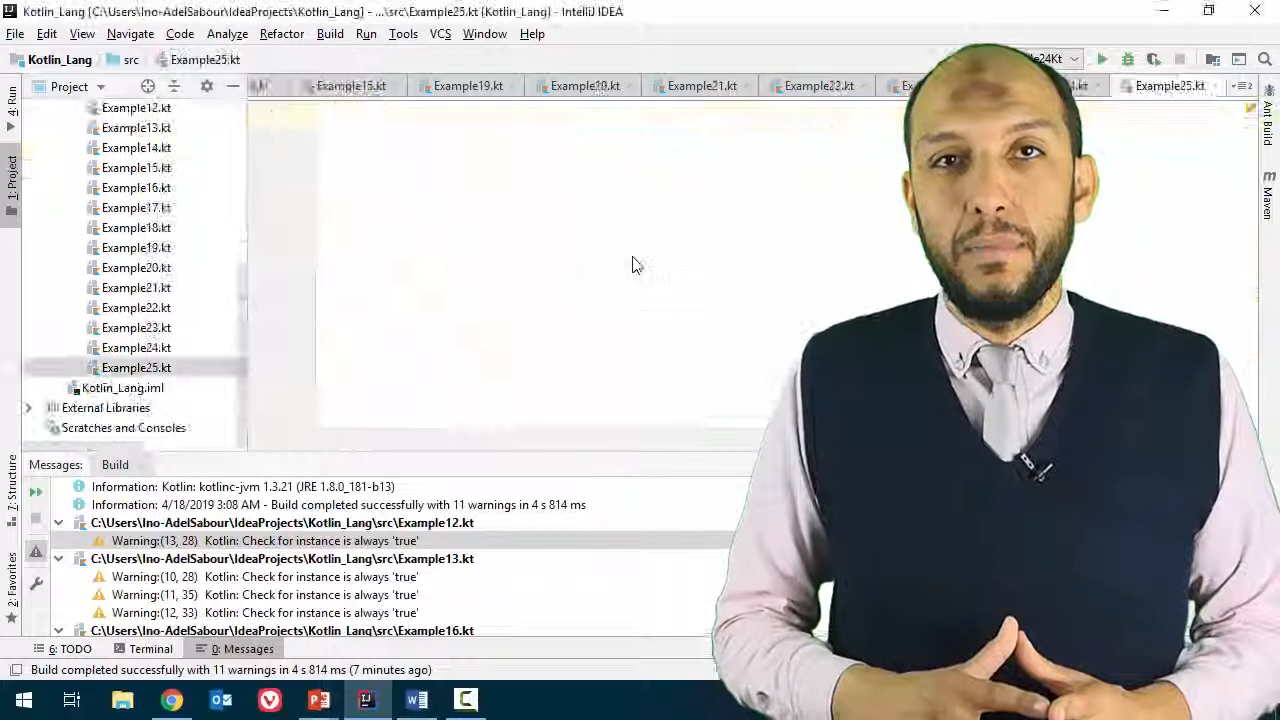 Kotlin_Lang [C:\Users\Ino-AdelSabour\IdeaProjects\Kotlin_Lang] - ...\src\Example25.kt [Kotlin_Lang] - IntelliJ IDEA
File Edit View Navigate Code Analyze Refactor Build Run Tools VCS Window Help
Kotlin_Lang src Example25.kt
24Kt
4: Run
1: Project
Project
Example19.kt Example21.kt Example22.kt Example25.kt
Example12.kt
Example13.kt
Example14.kt
Example15.kt
Example16.kt
Example17.kt
Example18.kt
Example19.kt
Example20.kt
Example21.kt
Example22.kt
Example23.kt
Example24.kt
Example25.kt
Kotlin_Lang.iml
External Libraries
Scratches and Consoles
Ant Build
Maven
Messages: Build
7: Structure
2: Favorites
Information: Kotlin: kotlinc-jvm 1.3.21 (JRE 1.8.0_181-b13)
Information: 4/18/2019 3:08 AM - Build completed successfully with 11 warnings in 4 s 814 ms
C:\Users\Ino-AdelSabour\IdeaProjects\Kotlin_Lang\src\Example12.kt
Warning:(13, 28) Kotlin: Check for instance is always 'true'
C:\Users\Ino-AdelSabour\IdeaProjects\Kotlin_Lang\src\Example13.kt
Warning:(10, 28) Kotlin: Check for instance is always 'true'
Warning:(11, 35) Kotlin: Check for instance is always 'true'
Warning:(12, 33) Kotlin: Check for instance is always 'true'
C:\Users\Ino-AdelSabour\IdeaProjects\Kotlin_Lang\src\Example16.kt
6: TODO Terminal 0: Messages
Build completed successfully with 11 warnings in 4 s 814 ms (7 minutes ago)